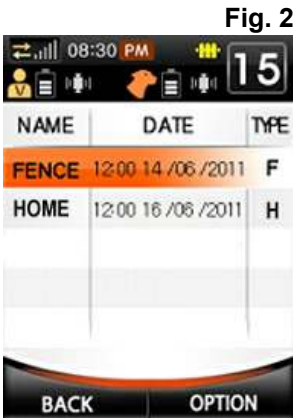 Fig. 2
08:30 PM
15
NAME DATE TYPE
FENCE 12:00 14 /06 /2011 F
HOME 12:00 16 /06 /2011 H
BACK OPTION